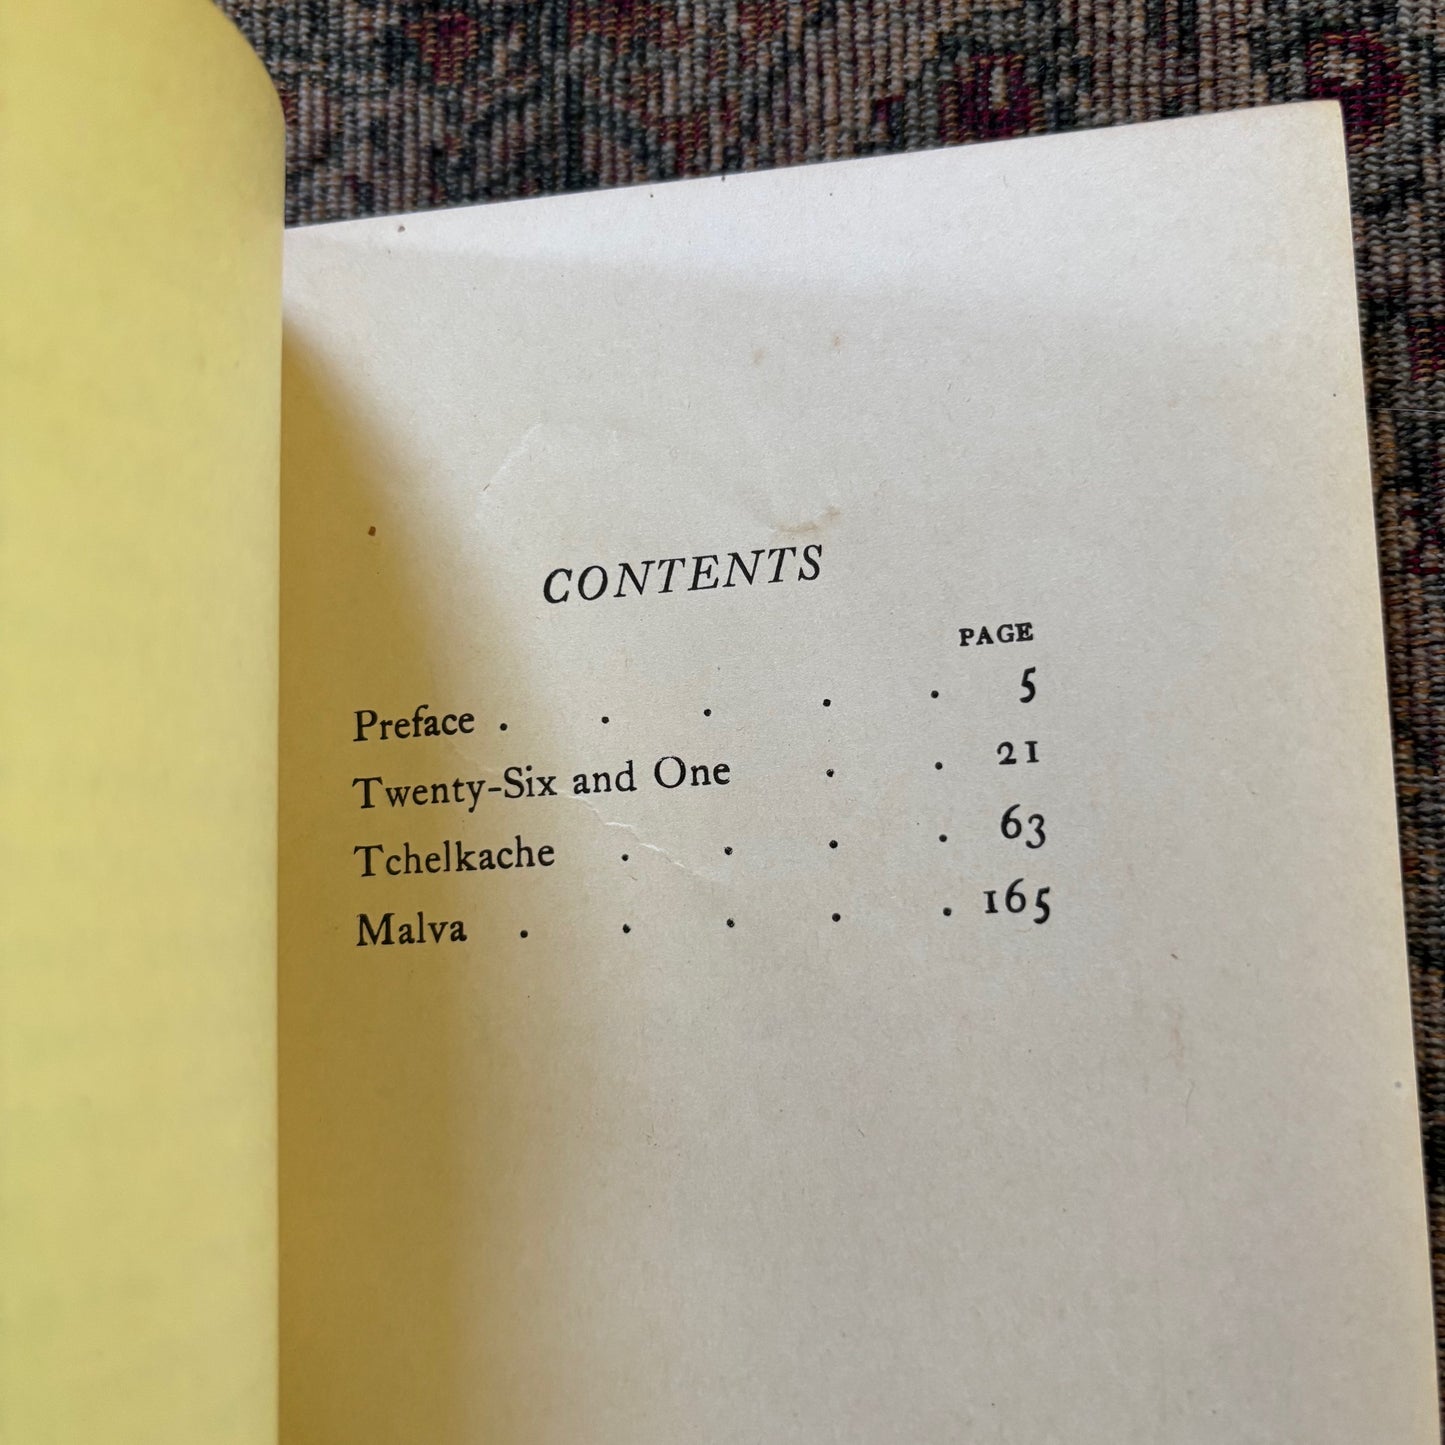 CONTENTS
PAGE
Preface . . . . . 5
Twenty-Six and One . . 21
Tchelkache . . . . 63
Malva . . . . . 165